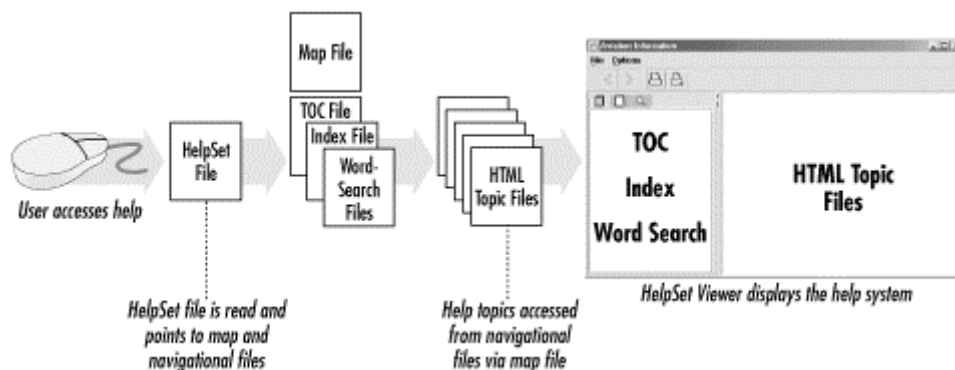 Map File
TOC File
Index File
Word-
Search
Files
HelpSet
File
HTML
Topic Files
User accesses help
HelpSet file is read and
points to map and
navigational files
Help topics accessed
from navigational
files via map file
Aviation Information
File Options
TOC
Index
Word Search
HTML Topic
Files
HelpSet Viewer displays the help system